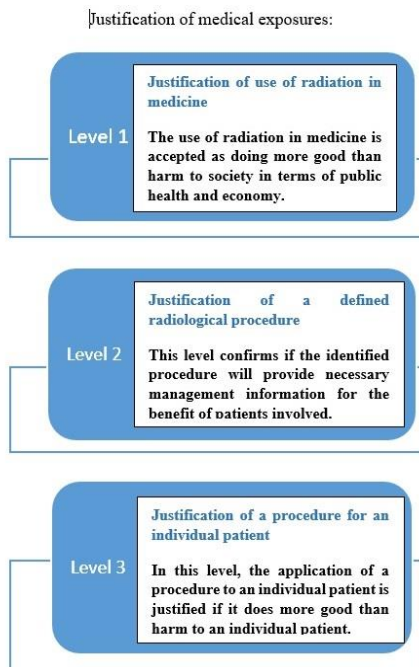 Justification of medical exposures:
Level 1
Justification of use of radiation in
medicine
The use of radiation in medicine is
accepted as doing more good than
harm to society in terms of public
health and economy.
Level 2
Justification of a defined
radiological procedure
This level confirms if the identified
procedure will provide necessary
management information for the
benefit of patients involved.
Level 3
Justification of a procedure for an
individual patient
In this level, the application of a
procedure to an individual patient is
justified if it does more good than
harm to an individual patient.